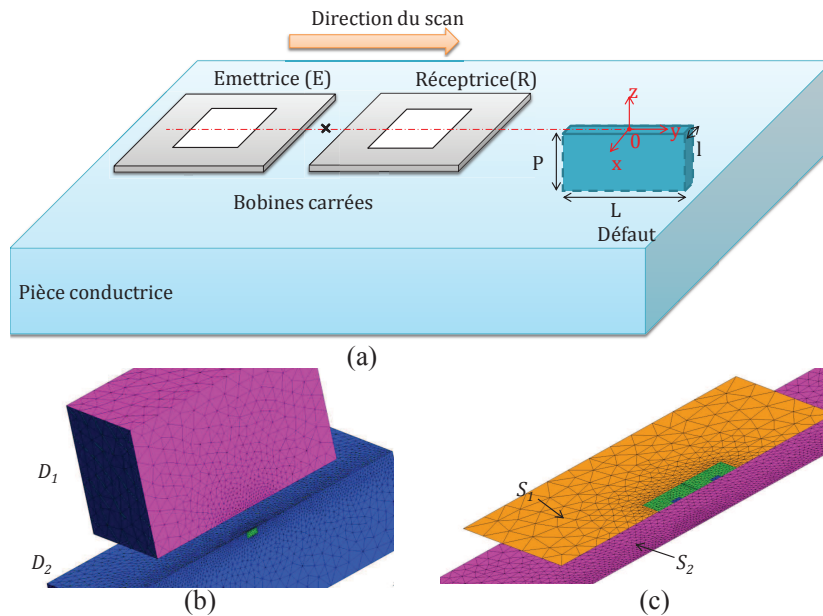 Direction du scan
Emettrice (E)
Réceptrice(R)
z
y
0
x
l
P
L
Défaut
Bobines carrées
Pièce conductrice
(a)
D1
D2
(b)
S1
S2
(c)